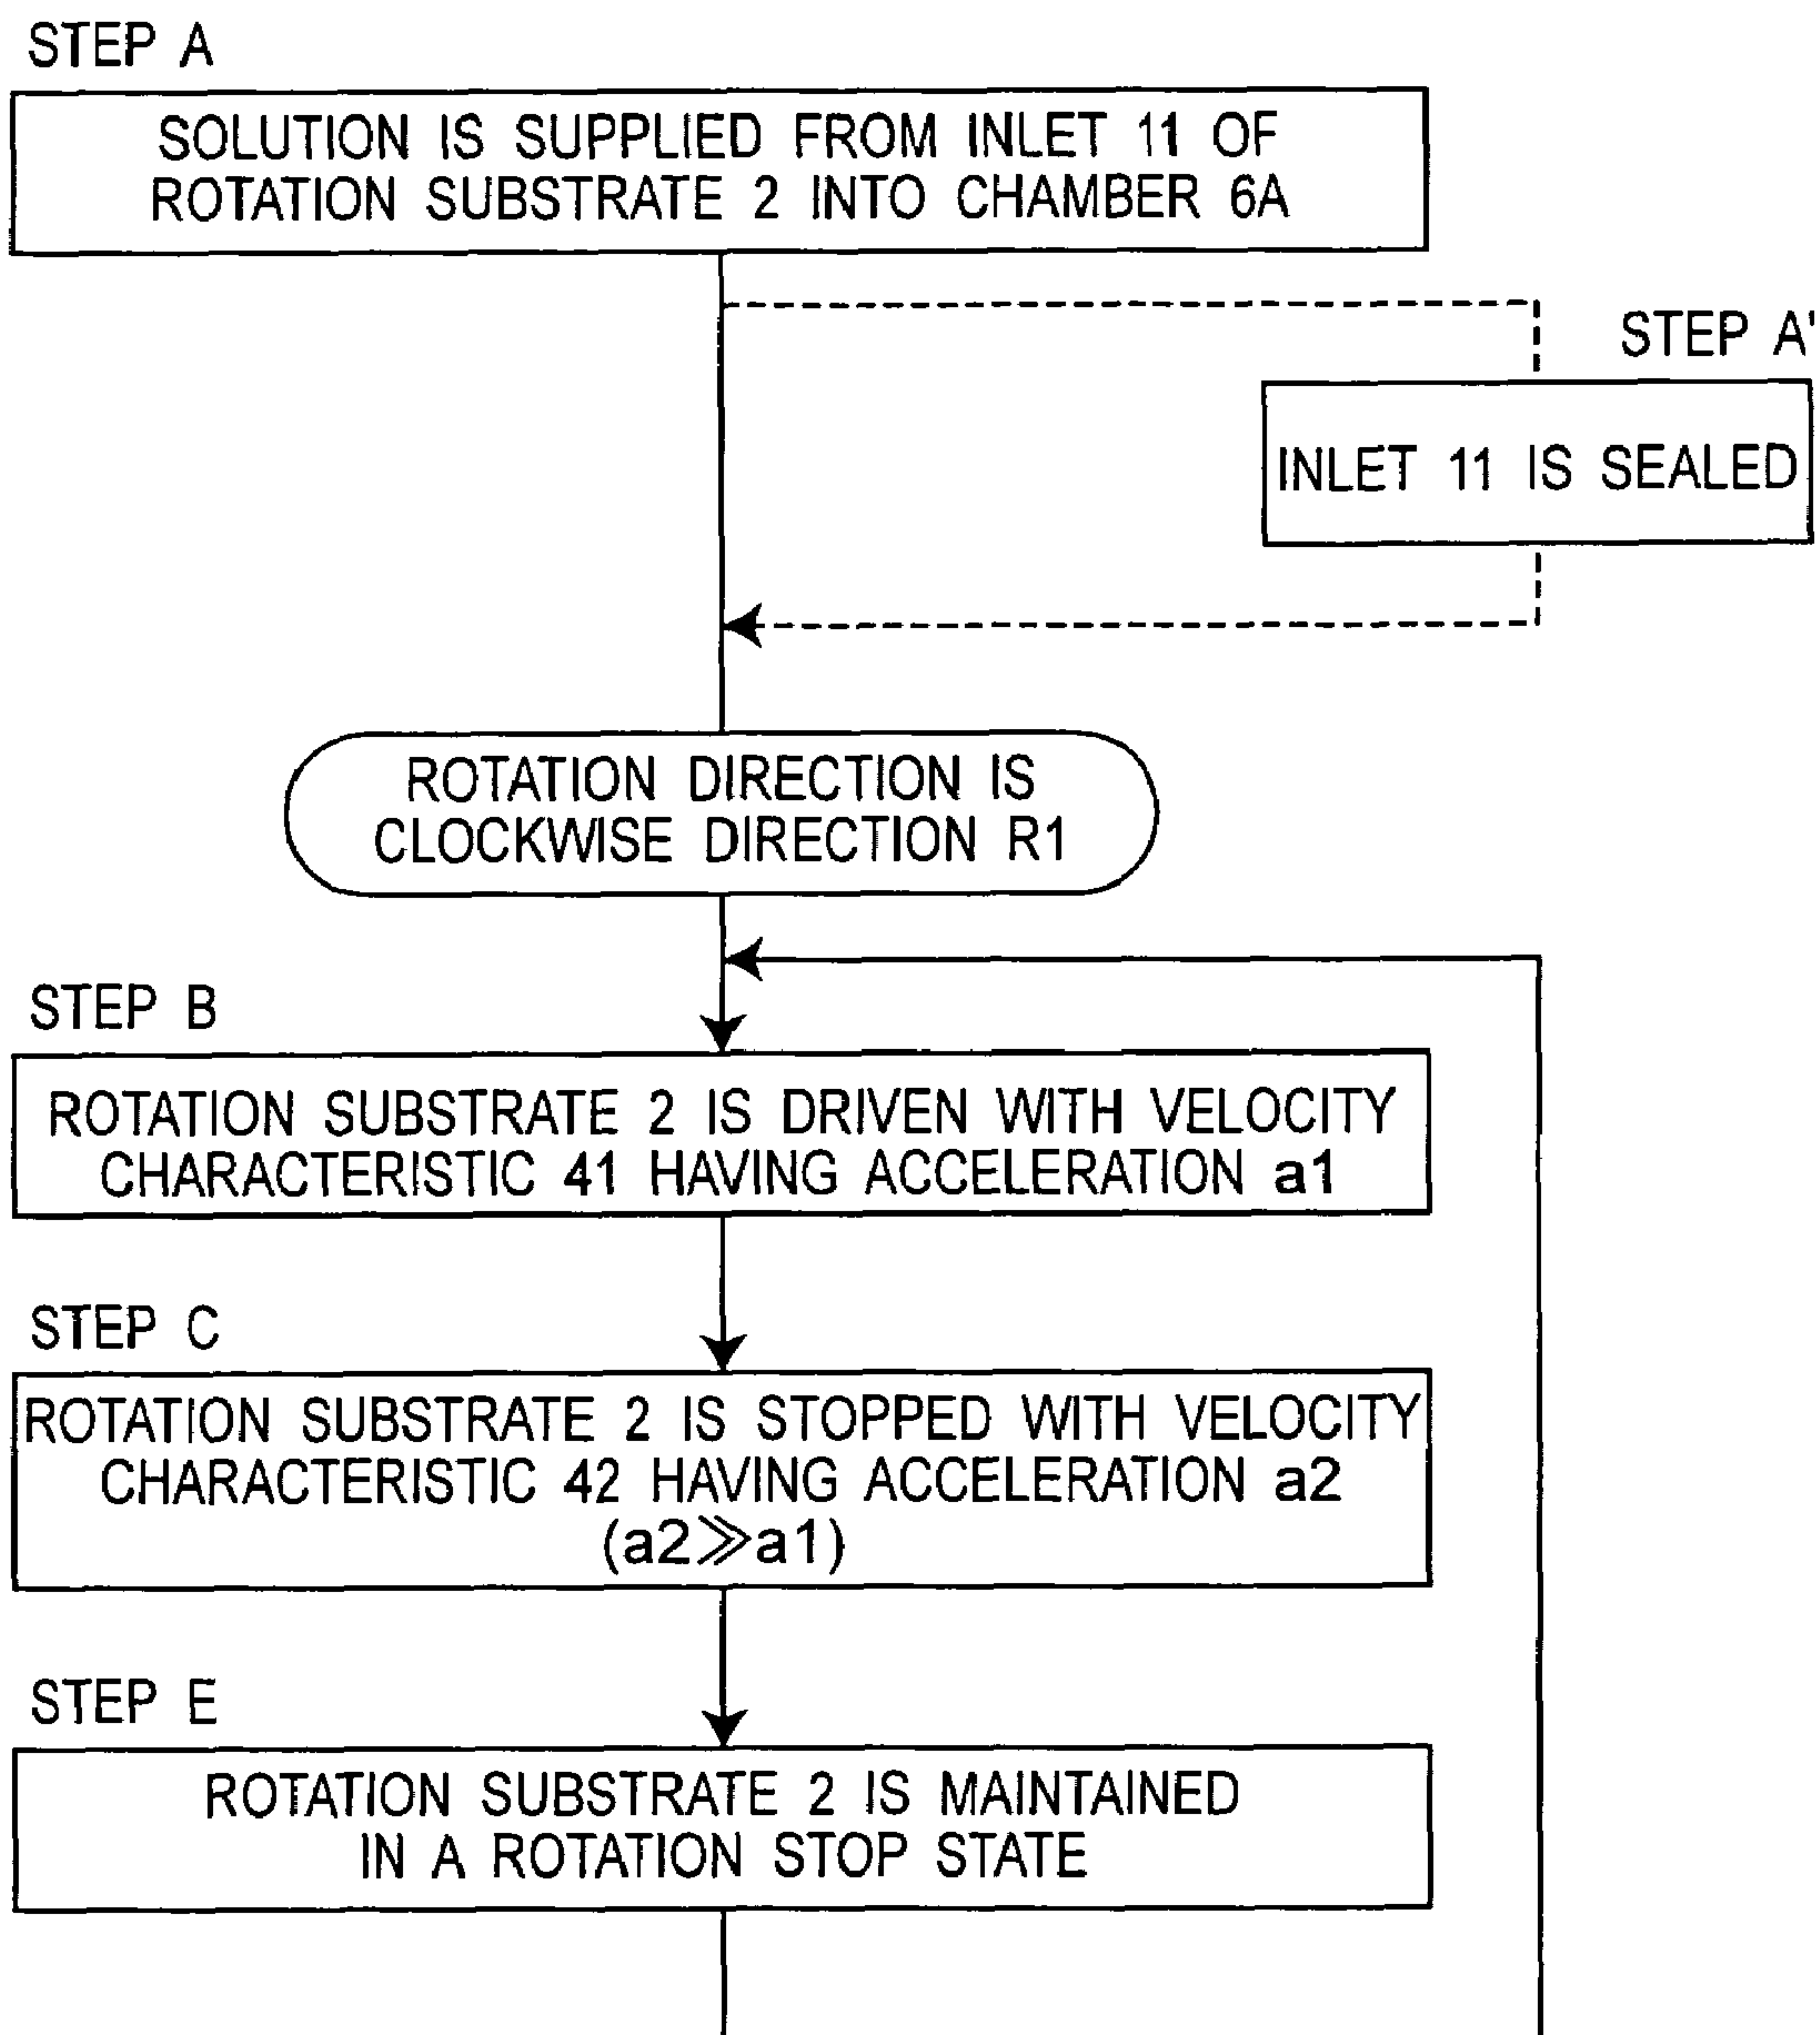 STEP A
SOLUTION IS SUPPLIED FROM INLET 11 OF
ROTATION SUBSTRATE 2 INTO CHAMBER 6A
STEP A'
INLET 11 IS SEALED
ROTATION DIRECTION IS
CLOCKWISE DIRECTION R1
STEP B
ROTATION SUBSTRATE 2 IS DRIVEN WITH VELOCITY
CHARACTERISTIC 41 HAVING ACCELERATION a1
STEP C
ROTATION SUBSTRATE 2 IS STOPPED WITH VELOCITY
CHARACTERISTIC 42 HAVING ACCELERATION a2
(a2≫a1)
STEP E
ROTATION SUBSTRATE 2 IS MAINTAINED
IN A ROTATION STOP STATE